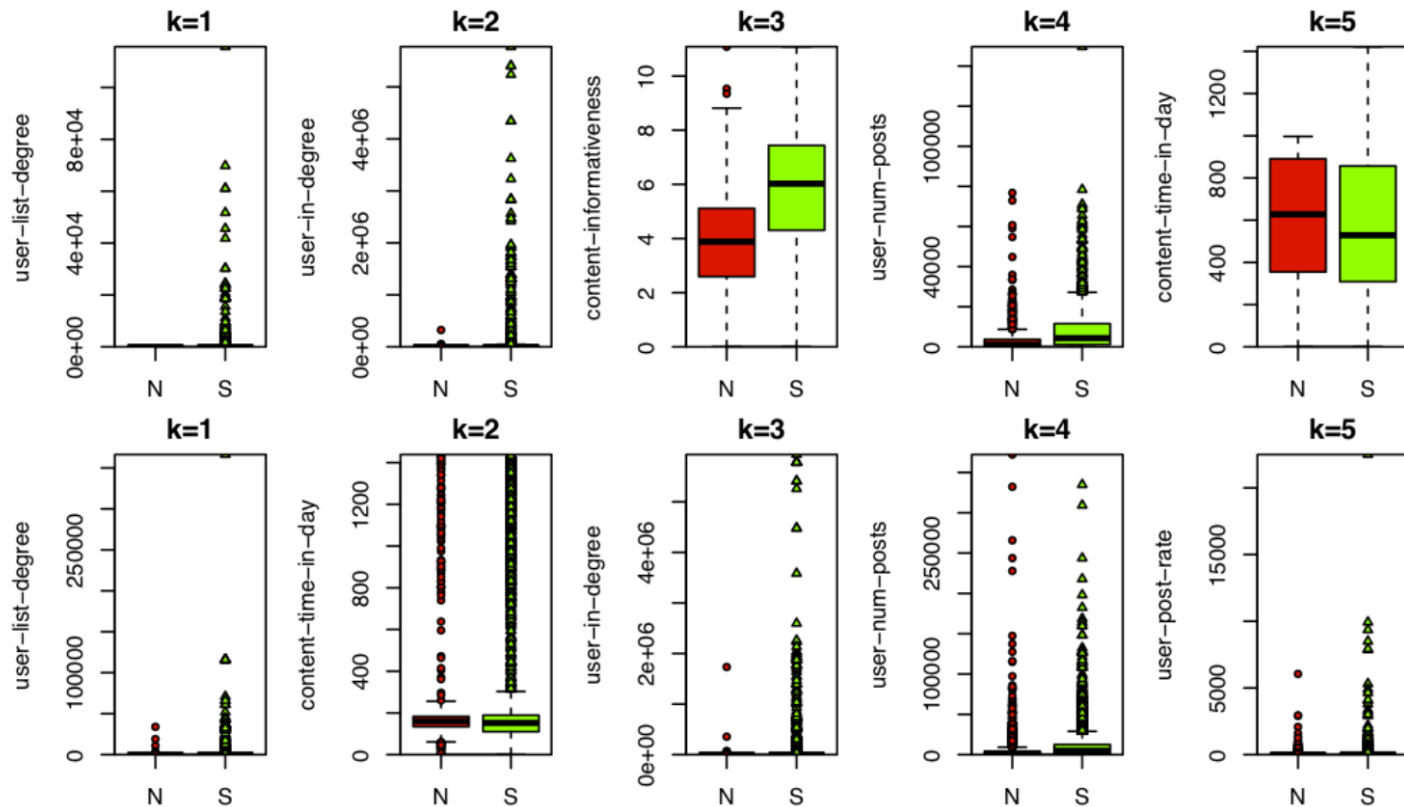 k=1
k=2
k=3
k=4
k=5
user−list−degree
0e+00
4e+04
8e+04
N
S
user−in−degree
0e+00
2e+06
4e+06
N
S
content−informativeness
0
2
4
6
8
10
N
S
user−num−posts
0
40000
100000
N
S
content−time−in−day
0
400
800
1200
N
S
k=1
k=2
k=3
k=4
k=5
user−list−degree
0
100000
250000
N
S
content−time−in−day
0
400
800
1200
N
S
user−in−degree
0e+00
2e+06
4e+06
N
S
user−num−posts
0
100000
250000
N
S
user−post−rate
0
5000
15000
N
S